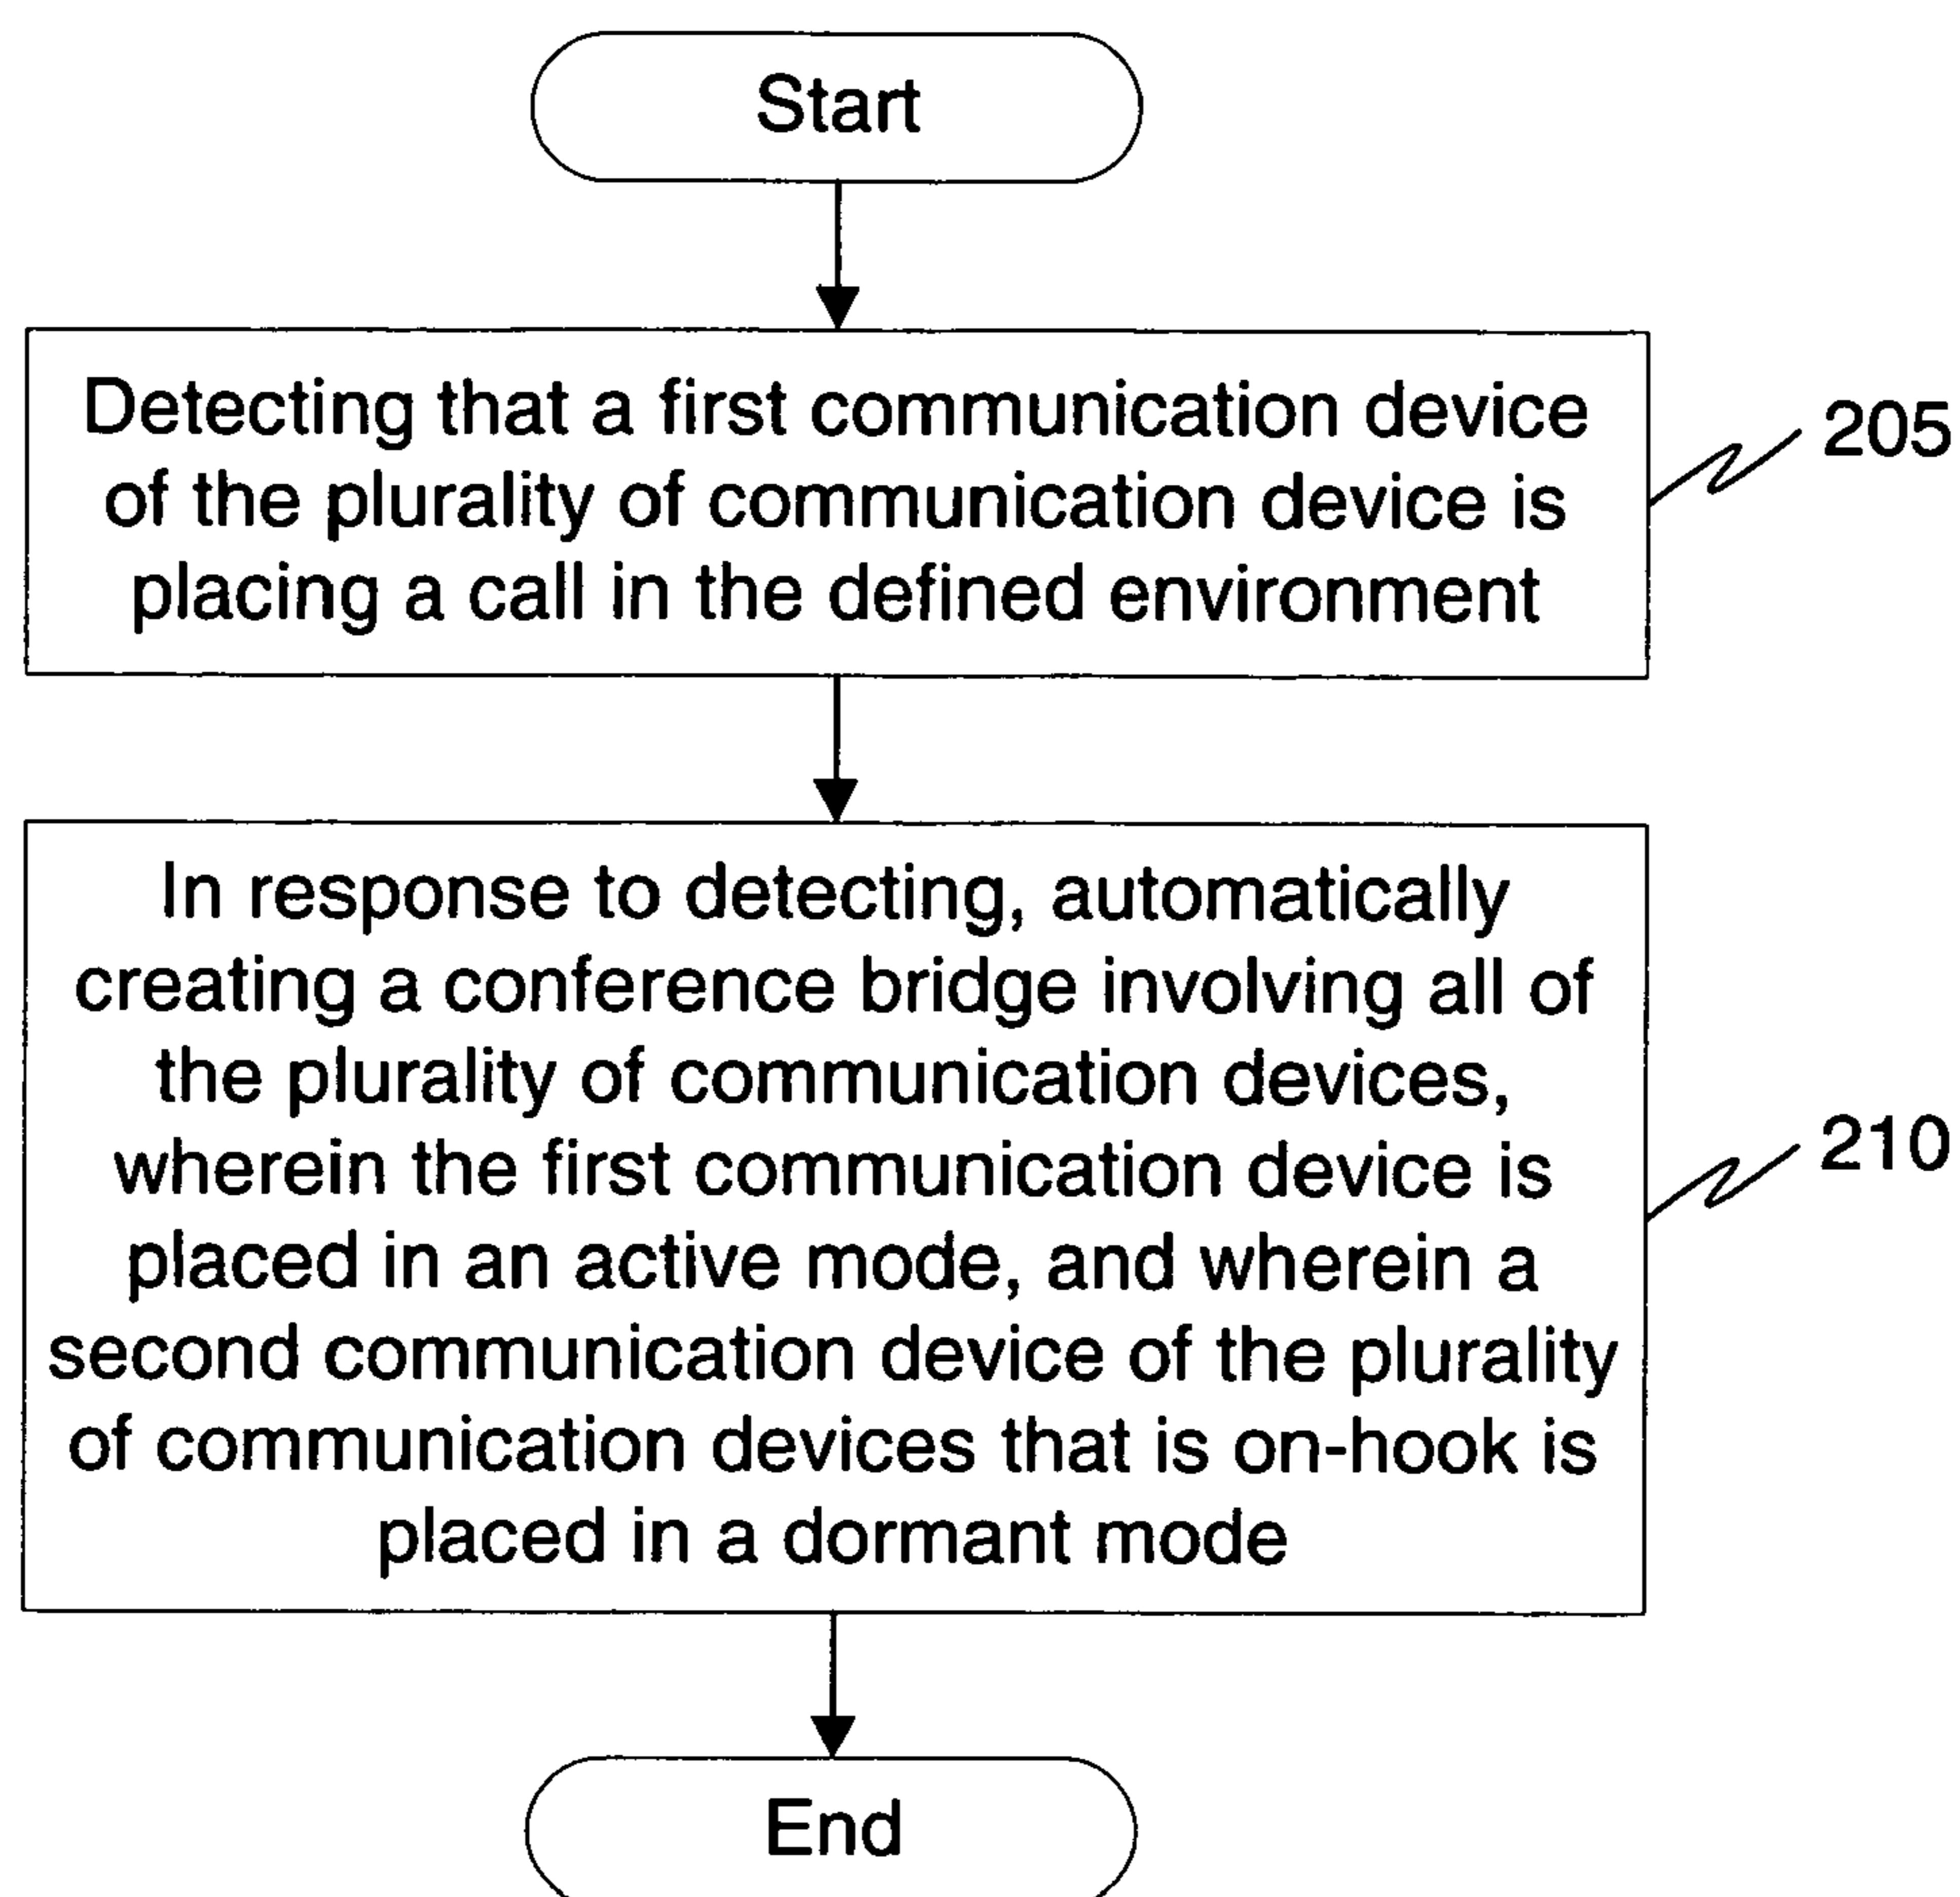 Start
Detecting that a first communication device
of the plurality of communication device is
placing a call in the defined environment
205
In response to detecting, automatically
creating a conference bridge involving all of
the plurality of communication devices,
wherein the first communication device is
placed in an active mode, and wherein a
second communication device of the plurality
of communication devices that is on-hook is
placed in a dormant mode
210
End